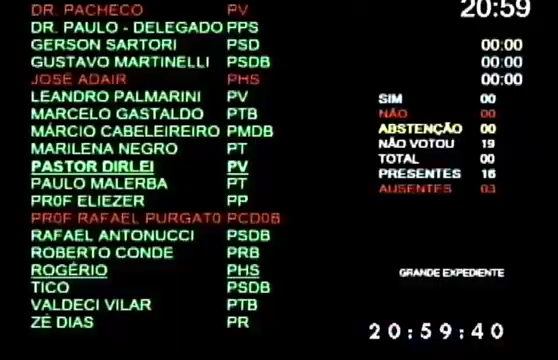 20:59
DR. PACHECO PV
DR. PAULO - DELEGADO PPS
GERSON SARTORI PSD 00:00
GUSTAVO MARTINELLI PSDB 00:00
JOSÉ ADAIR PHS 00:00
LEANDRO PALMARINI PV
MARCELO GASTALDO PTB
MÁRCIO CABELEIREIRO PMDB
MARILENA NEGRO PT
PASTOR DIRLEI PV
PAULO MALERBA PT
PR0F ELIEZER PP
PR0F RAFAEL PURGAT0 PCD0B
RAFAEL ANTONUCCI PSDB
ROBERTO CONDE PRB
ROGÉRIO PHS
TICO PSDB
VALDECI VILAR PTB
ZÉ DIAS PR
SIM 00
NÃO 00
ABSTENÇÃO 00
NÃO VOTOU 19
TOTAL 00
PRESENTES 16
AUSENTES 03
GRANDE EXPEDIENTE
20:59:40